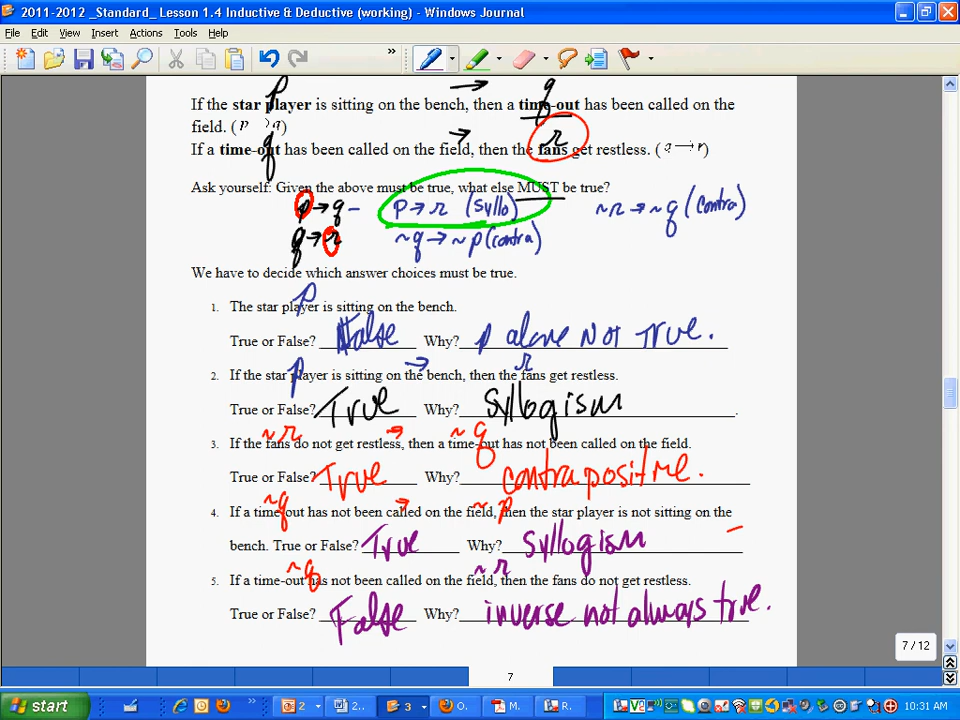 2011-2012 _Standard_ Lesson 1.4 Inductive & Deductive (working) - Windows Journal
File Edit View Insert Actions Tools Help
»
p → q
If the star player is sitting on the bench, then a time-out has been called on the
field. (p → q)
q → r
If a time-out has been called on the field, then the fans get restless. (q → r)
Ask yourself: Given the above must be true, what else MUST be true?
p → q – p → r (syllo) ~r → ~q (contra)
q → r ~q → ~p (contra)
We have to decide which answer choices must be true.
p
1. The star player is sitting on the bench.
True or False? False Why? p alone not true.
p → r
2. If the star player is sitting on the bench, then the fans get restless.
True or False? True Why? Syllogism.
~r → ~q
3. If the fans do not get restless, then a time-out has not been called on the field.
True or False? True Why? contrapositive.
~q → ~p
4. If a time-out has not been called on the field, then the star player is not sitting on the
bench. True or False? True Why? Syllogism
~q ~r
5. If a time-out has not been called on the field, then the fans do not get restless.
True or False? False Why? inverse not always true.
7 / 12
7
start 2 2.. 3 O. M. R. 10:31 AM